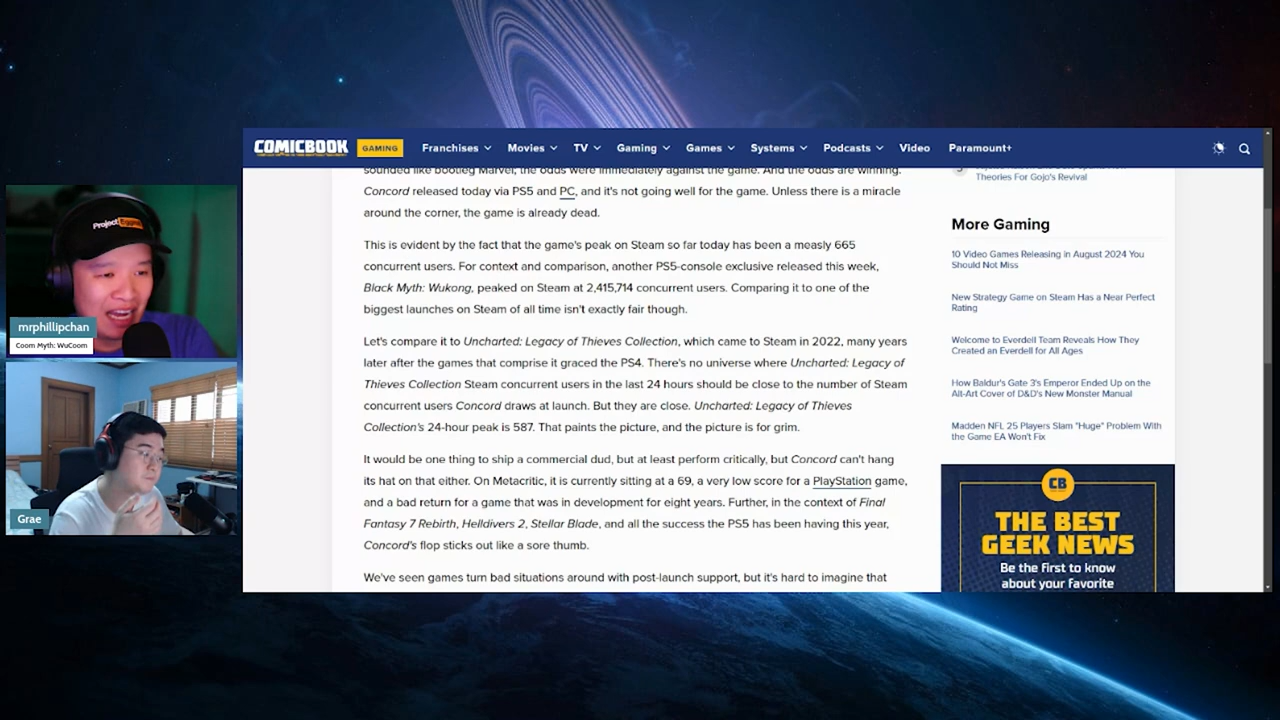 COMICBOOK GAMING Franchises Movies TV Gaming Games Systems Podcasts Video Paramount+
sounded like bootleg Marvel, the odds were immediately against the game. And the odds are winning.
Concord released today via PS5 and PC, and it's not going well for the game. Unless there is a miracle
around the corner, the game is already dead.
This is evident by the fact that the game's peak on Steam so far today has been a measly 665
concurrent users. For context and comparison, another PS5-console exclusive released this week,
Black Myth: Wukong, peaked on Steam at 2,415,714 concurrent users. Comparing it to one of the
biggest launches on Steam of all time isn't exactly fair though.
Let's compare it to Uncharted: Legacy of Thieves Collection, which came to Steam in 2022, many years
later after the games that comprise it graced the PS4. There's no universe where Uncharted: Legacy of
Thieves Collection Steam concurrent users in the last 24 hours should be close to the number of Steam
concurrent users Concord draws at launch. But they are close. Uncharted: Legacy of Thieves
Collection's 24-hour peak is 587. That paints the picture, and the picture is for grim.
It would be one thing to ship a commercial dud, but at least perform critically, but Concord can't hang
its hat on that either. On Metacritic, it is currently sitting at a 69, a very low score for a PlayStation game,
and a bad return for a game that was in development for eight years. Further, in the context of Final
Fantasy 7 Rebirth, Helldivers 2, Stellar Blade, and all the success the PS5 has been having this year,
Concord's flop sticks out like a sore thumb.
We've seen games turn bad situations around with post-launch support, but it's hard to imagine that
Theories For Gojo's Revival
More Gaming
10 Video Games Releasing in August 2024 You
Should Not Miss
New Strategy Game on Steam Has a Near Perfect
Rating
Welcome to Everdell Team Reveals How They
Created an Everdell for All Ages
How Baldur's Gate 3's Emperor Ended Up on the
Alt-Art Cover of D&D's New Monster Manual
Madden NFL 25 Players Slam "Huge" Problem With
the Game EA Won't Fix
CB
THE BEST
GEEK NEWS
Be the first to know
about your favorite
Project
mrphillipchan
Coom Myth: WuCoom
Grae